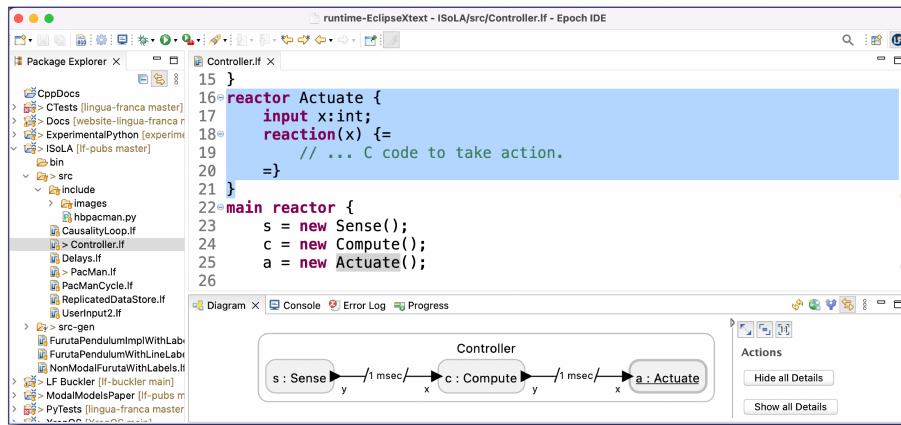 runtime-EclipseXtext - ISoLA/src/Controller.lf - Epoch IDE
Package Explorer
CppDocs
> CTests [lingua-franca master]
> Docs [website-lingua-franca r
> ExperimentalPython [experime
> ISoLA [lf-pubs master]
bin
> src
> include
> images
hbpacman.py
CausalityLoop.lf
> Controller.lf
Delays.lf
> PacMan.lf
PacManCycle.lf
ReplicatedDataStore.lf
UserInput2.lf
> src-gen
FurutaPendulumImplWithLabe
FurutaPendulumWithLineLabe
NonModalFurutaWithLabels.lf
> LF Buckler [lf-buckler main]
> ModalModelsPaper [lf-pubs m
> PyTests [lingua-franca master
Controller.lf
15 }
16 reactor Actuate {
17 input x:int;
18 reaction(x) {=
19 // ... C code to take action.
20 =}
21 }
22 main reactor {
23 s = new Sense();
24 c = new Compute();
25 a = new Actuate();
26
Diagram Console Error Log Progress
Controller
s : Sense 1 msec c : Compute 1 msec a : Actuate
y x y x
Actions
Hide all Details
Show all Details